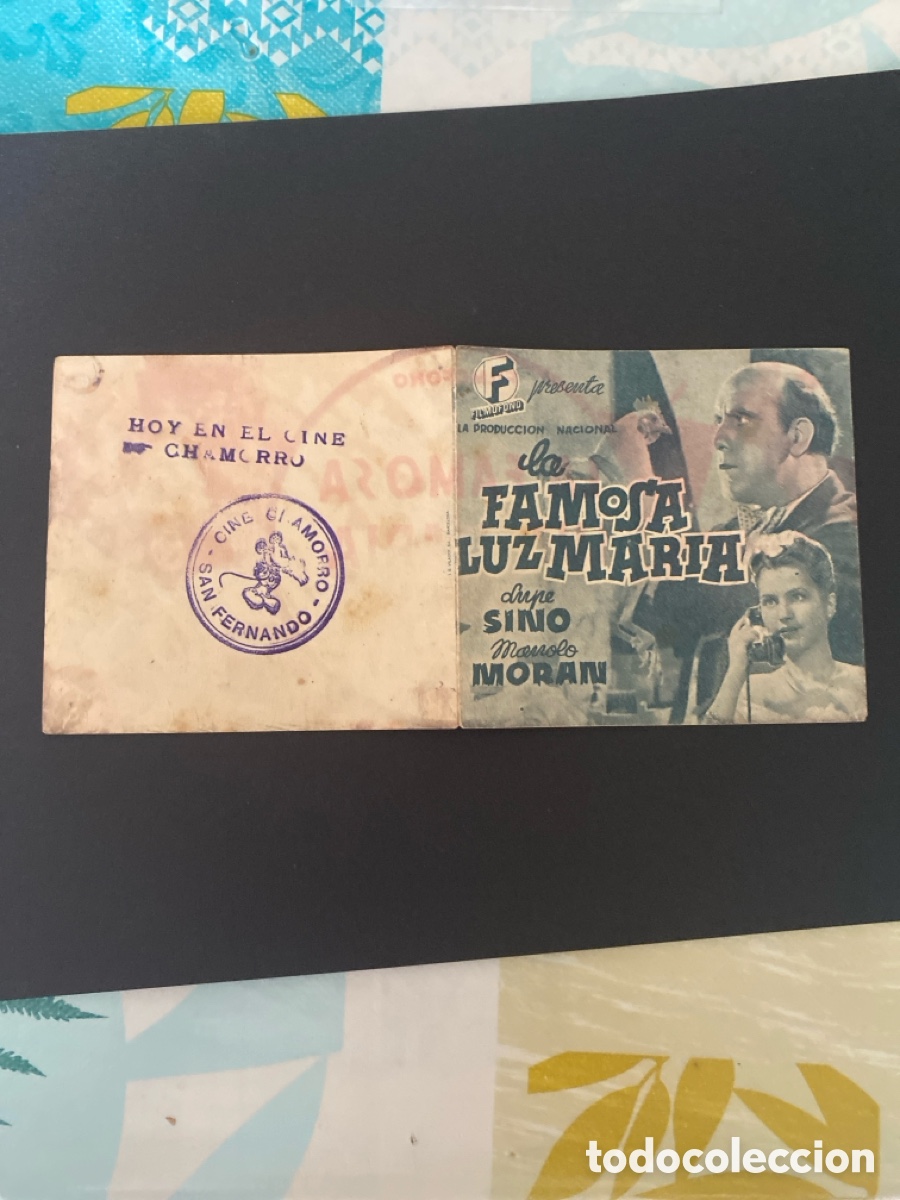 HOY EN EL CINE
CHAMORRO
CINE CHAMORRO
- SAN FERNANDO -
F
FILMOFONO
presenta
LA PRODUCCION NACIONAL
la
FAMOSA
LUZ MARIA
Lupe
SINO
Manolo
MORAN
todocoleccion